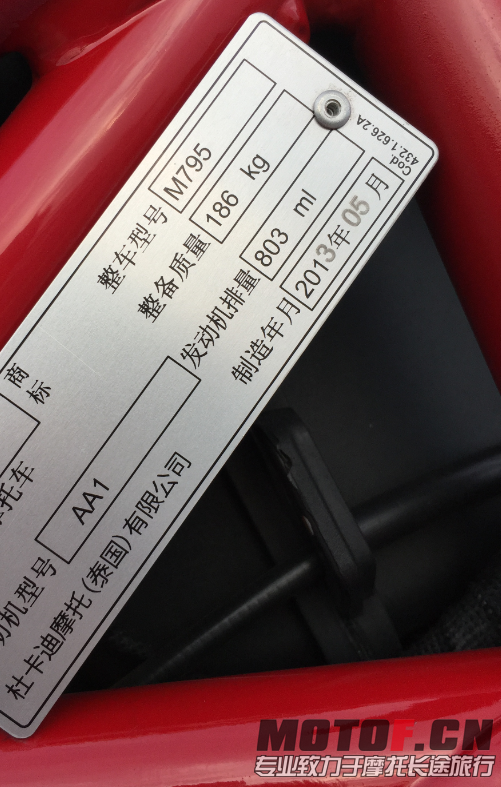 Cod.
432.1.626.2A
整车型号 M795
整备质量 186 kg
发动机排量 803 ml
制造年月 2013年05月
商标
托车
动机型号 AA1
杜卡迪摩托(泰国)有限公司
MOTOF.CN
专业致力于摩托长途旅行